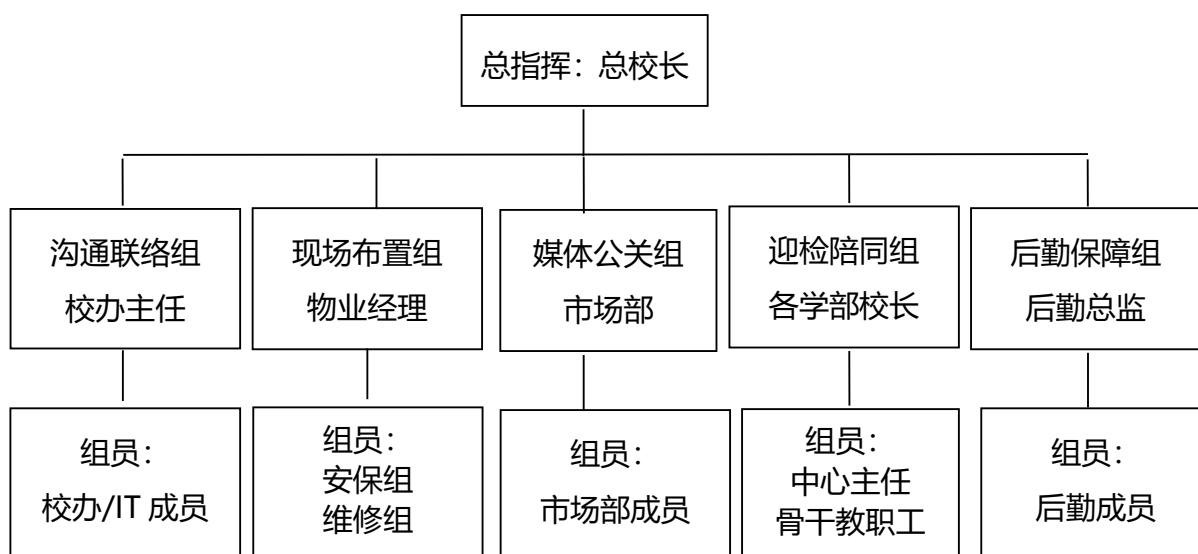 总指挥：总校长
沟通联络组
校办主任
现场布置组
物业经理
媒体公关组
市场部
迎检陪同组
各学部校长
后勤保障组
后勤总监
组员：
校办/IT 成员
组员：
安保组
维修组
组员：
市场部成员
组员：
中心主任
骨干教职工
组员：
后勤成员